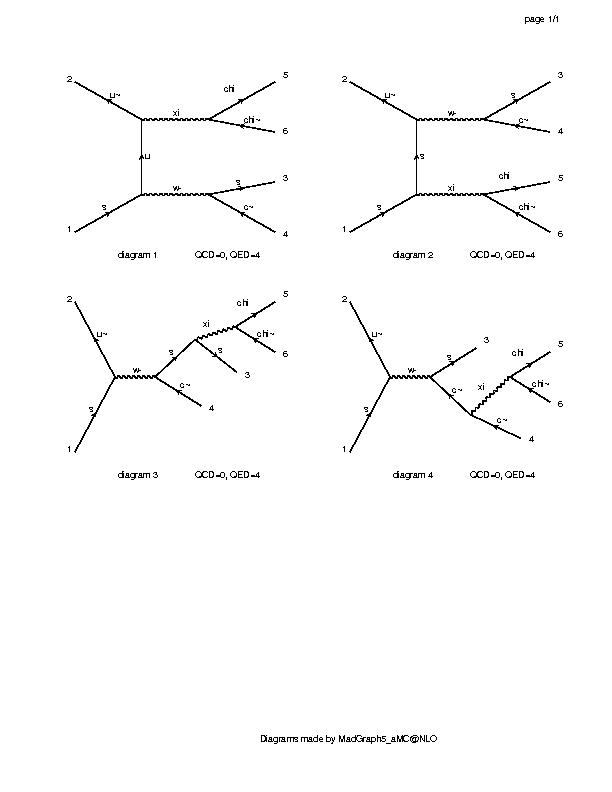 page 1/1
2 u~ chi 5
xi chi~ 6
u
s w- s 3
1 c~ 4
diagram 1 QCD=0, QED=4
2 u~ s 3
w- c~ 4
s
s xi chi 5
1 chi~ 6
diagram 2 QCD=0, QED=4
2 u~ chi 5
xi chi~ 6
s w- s s 3
1 c~ 4
diagram 3 QCD=0, QED=4
2 u~ s 3
w- chi 5
s c~ xi chi~ 6
1 c~ 4
diagram 4 QCD=0, QED=4
Diagrams made by MadGraph5_aMC@NLO